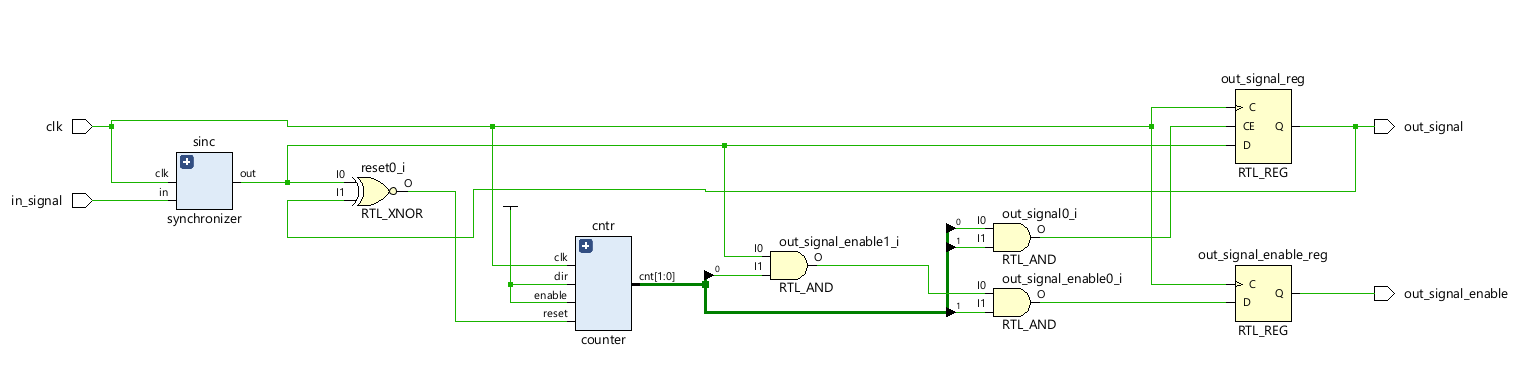 out_signal_reg
clk
C
CE
Q
D
out_signal
RTL_REG
sinc
clk
in
out
in_signal
synchronizer
reset0_i
I0
I1
O
RTL_XNOR
cntr
clk
dir
enable
reset
cnt[1:0]
counter
out_signal_enable1_i
I0
I1
O
0
RTL_AND
out_signal0_i
0
I0
1
I1
O
RTL_AND
out_signal_enable0_i
I0
1
I1
O
RTL_AND
out_signal_enable_reg
C
D
Q
out_signal_enable
RTL_REG